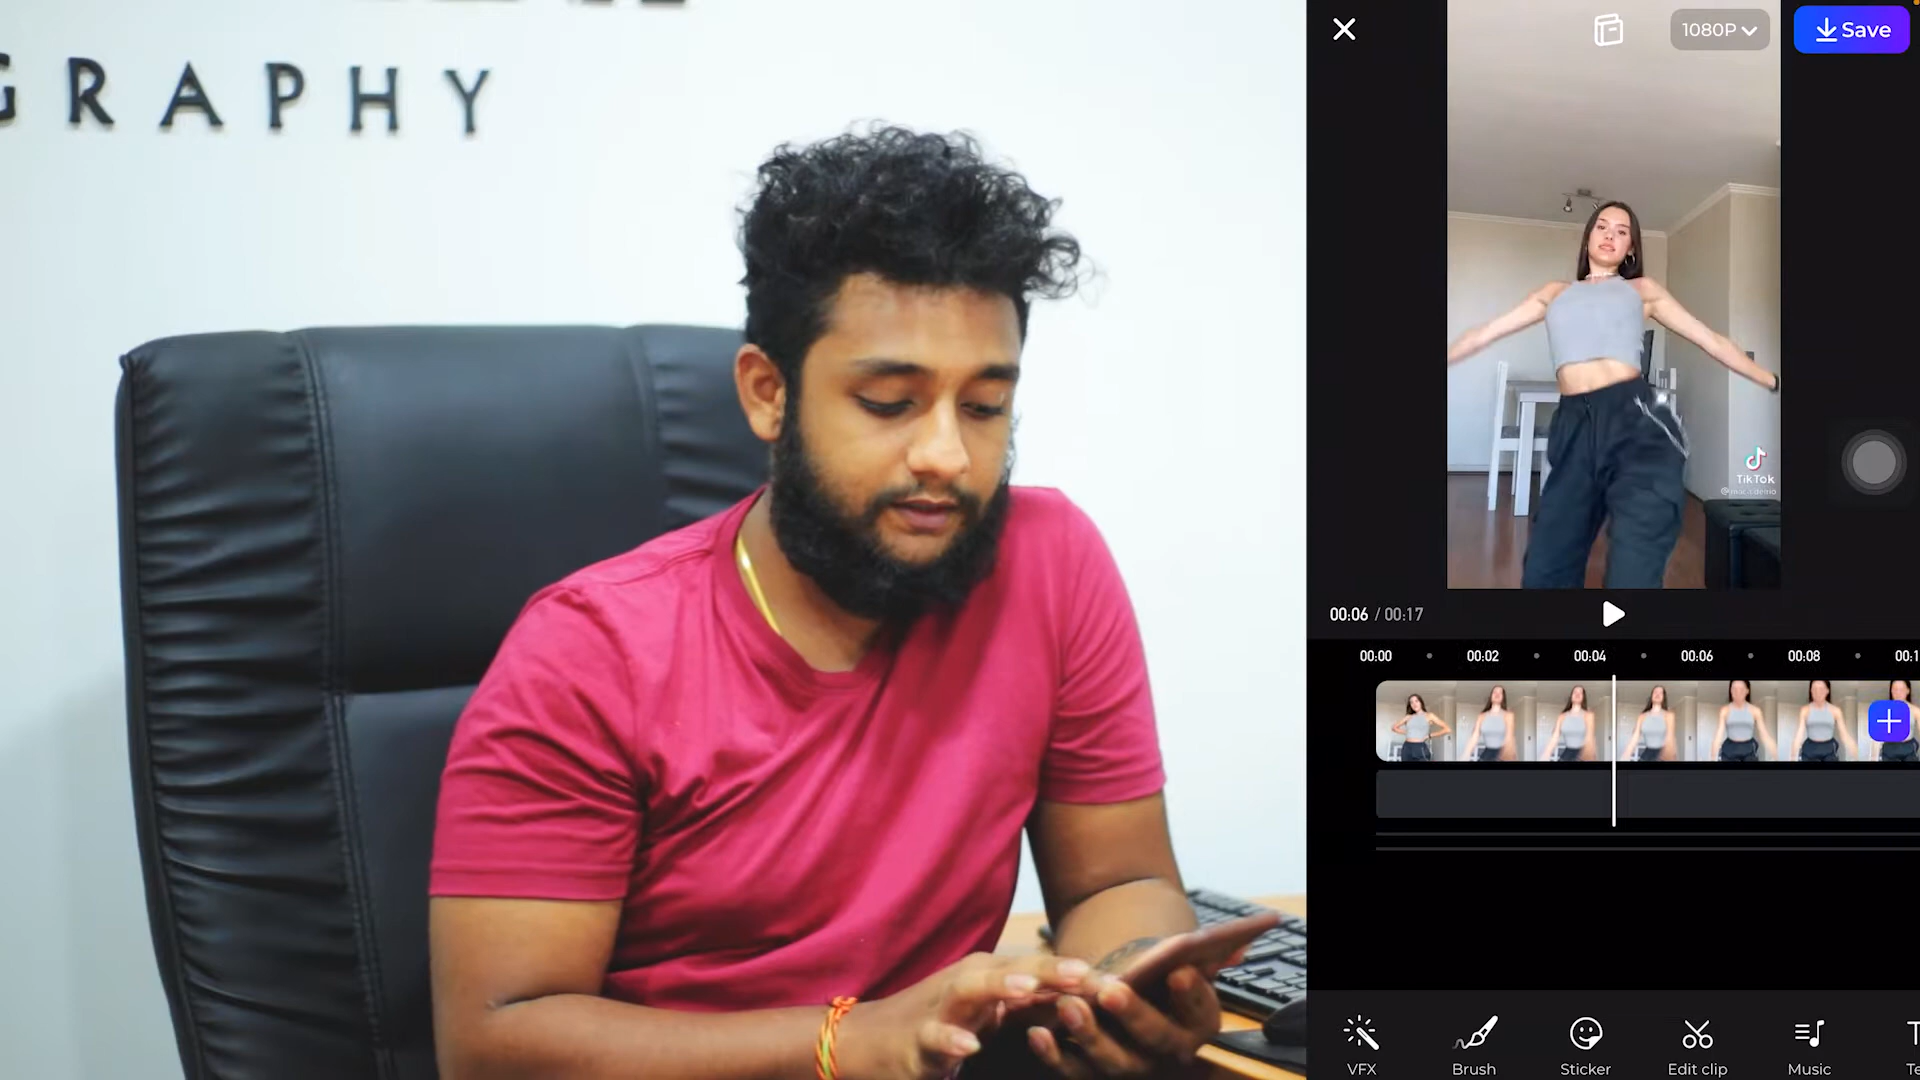 GRAPHY
1080P
Save
TikTok
00:06 / 00:17
00:00
00:02
00:04
00:06
00:08
VFX
Brush
Sticker
Edit clip
Music